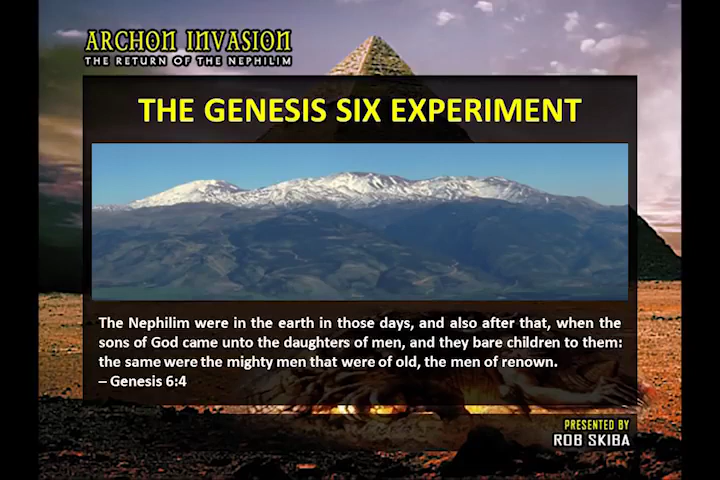 ARCHON INVASION
THE RETURN OF THE NEPHILIM
THE GENESIS SIX EXPERIMENT
The Nephilim were in the earth in those days, and also after that, when the
sons of God came unto the daughters of men, and they bare children to them:
the same were the mighty men that were of old, the men of renown.
– Genesis 6:4
PRESENTED BY
ROB SKIBA